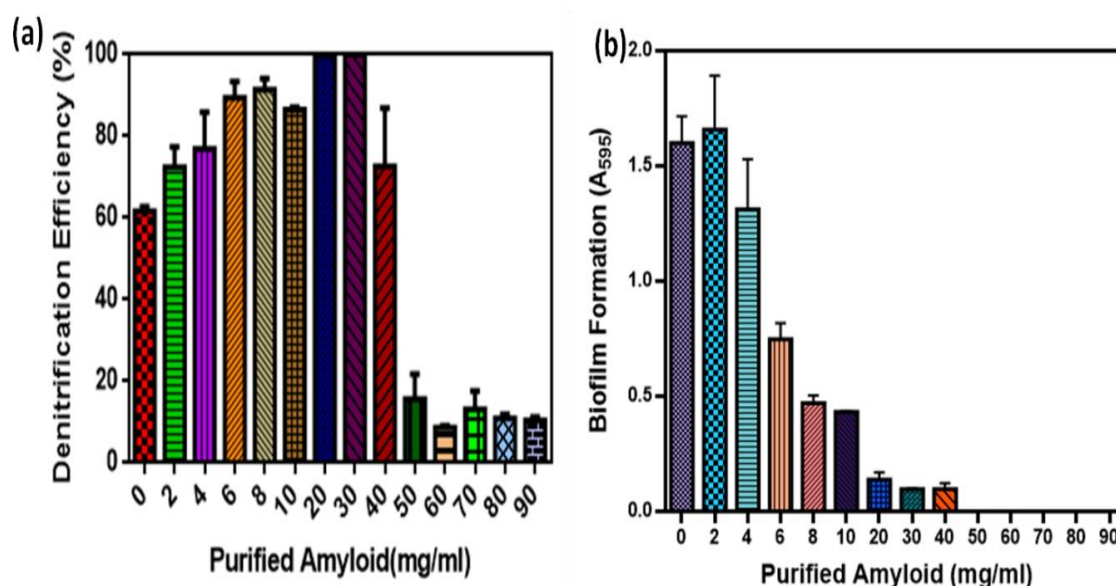 (a)
Denitrification Efficiency (%)
100
80
60
40
20
0
0 2 4 6 8 10 20 30 40 50 60 70 80 90
Purified Amyloid(mg/ml)
(b)
Biofilm Formation (A595)
2.0
1.5
1.0
0.5
0.0
0 2 4 6 8 10 20 30 40 50 60 70 80 90
Purified Amyloid (mg/ml)